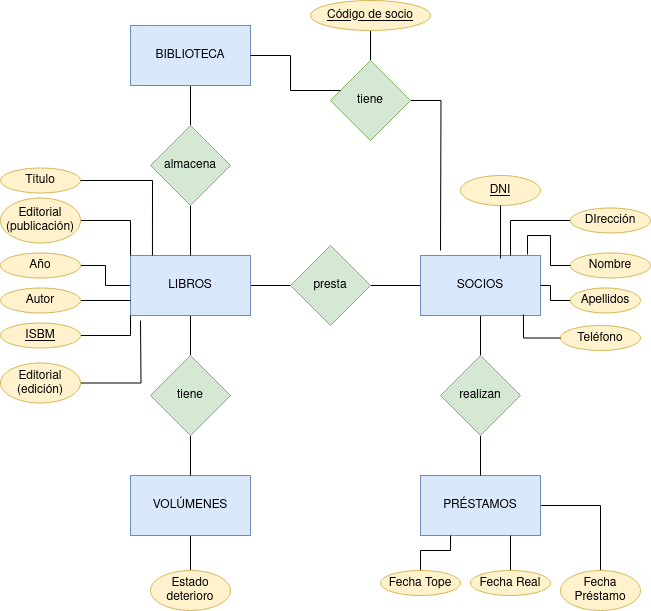 Código de socio
BIBLIOTECA
tiene
almacena
Título
DNI
Editorial
(publicación)
DIrección
Año
Nombre
LIBROS
presta
SOCIOS
Autor
Apellidos
ISBM
Teléfono
Editorial
(edición)
tiene
realizan
VOLÚMENES
PRÉSTAMOS
Estado
deterioro
Fecha Tope
Fecha Real
Fecha
Préstamo